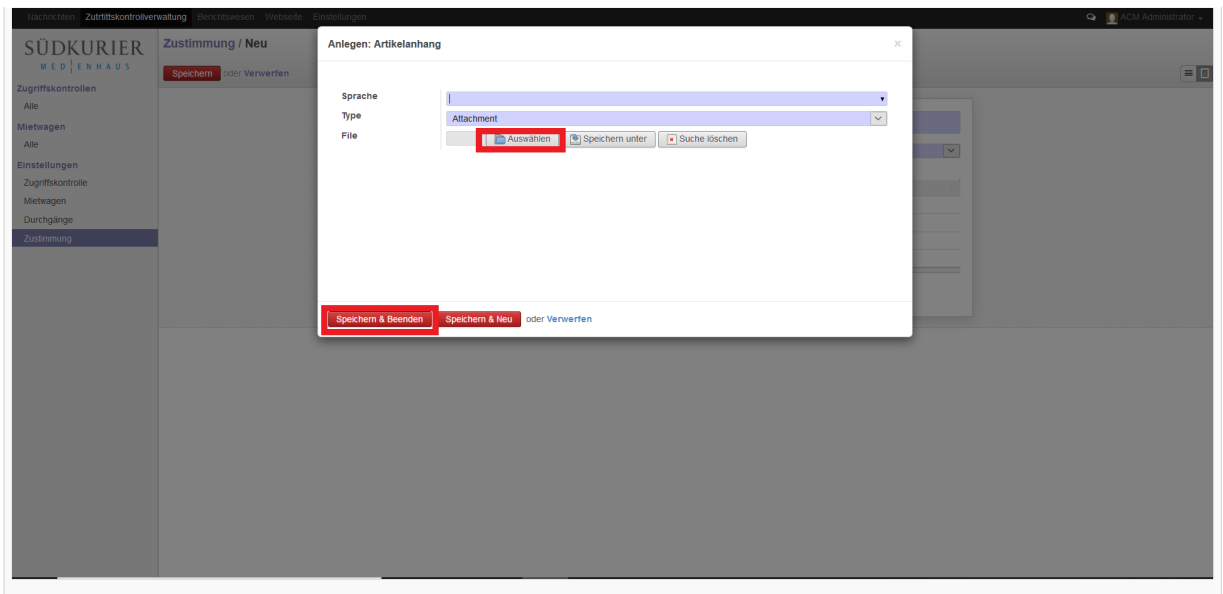 Nachrichten Zutrtittskontrollverwaltung Berichtswesen Webseite Einstellungen ACM Administrator
SÜDKURIER
MEDIENHAUS
Zustimmung / Neu
Speichern oder Verwerfen
Zugriffskontrollen
Alle
Mietwagen
Alle
Einstellungen
Zugriffskontrolle
Mietwagen
Durchgänge
Zustimmung
Anlegen: Artikelanhang ×
Sprache
Type Attachment
File Auswählen Speichern unter Suche löschen
Speichern & Beenden Speichern & Neu oder Verwerfen